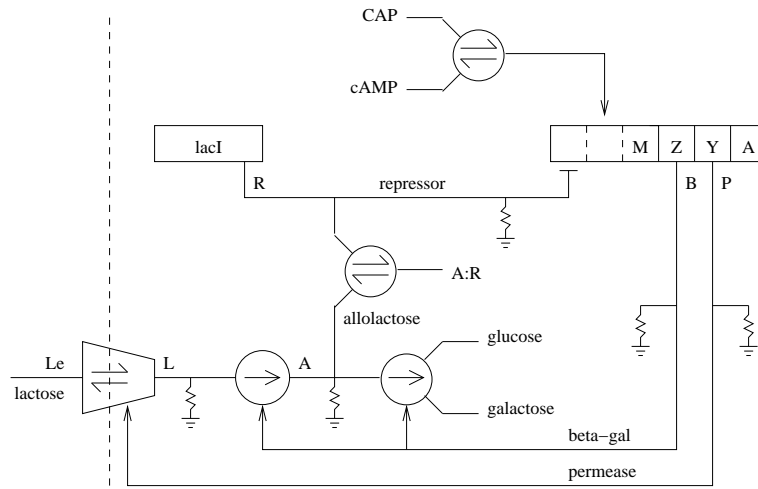 CAP
cAMP
lacI
M Z Y A
R
repressor
B P
A:R
allolactose
glucose
Le
L
A
lactose
galactose
beta-gal
permease